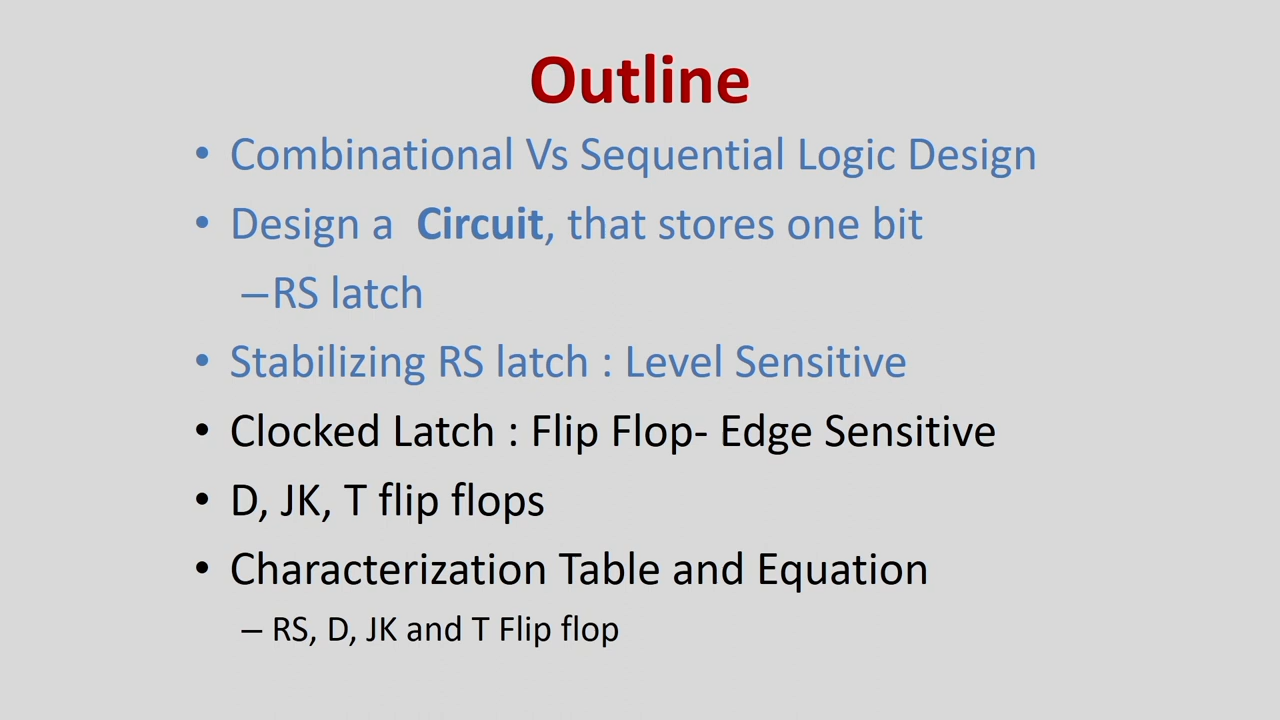 Outline
• Combinational Vs Sequential Logic Design
• Design a Circuit, that stores one bit
–RS latch
• Stabilizing RS latch : Level Sensitive
• Clocked Latch : Flip Flop- Edge Sensitive
• D, JK, T flip flops
• Characterization Table and Equation
– RS, D, JK and T Flip flop